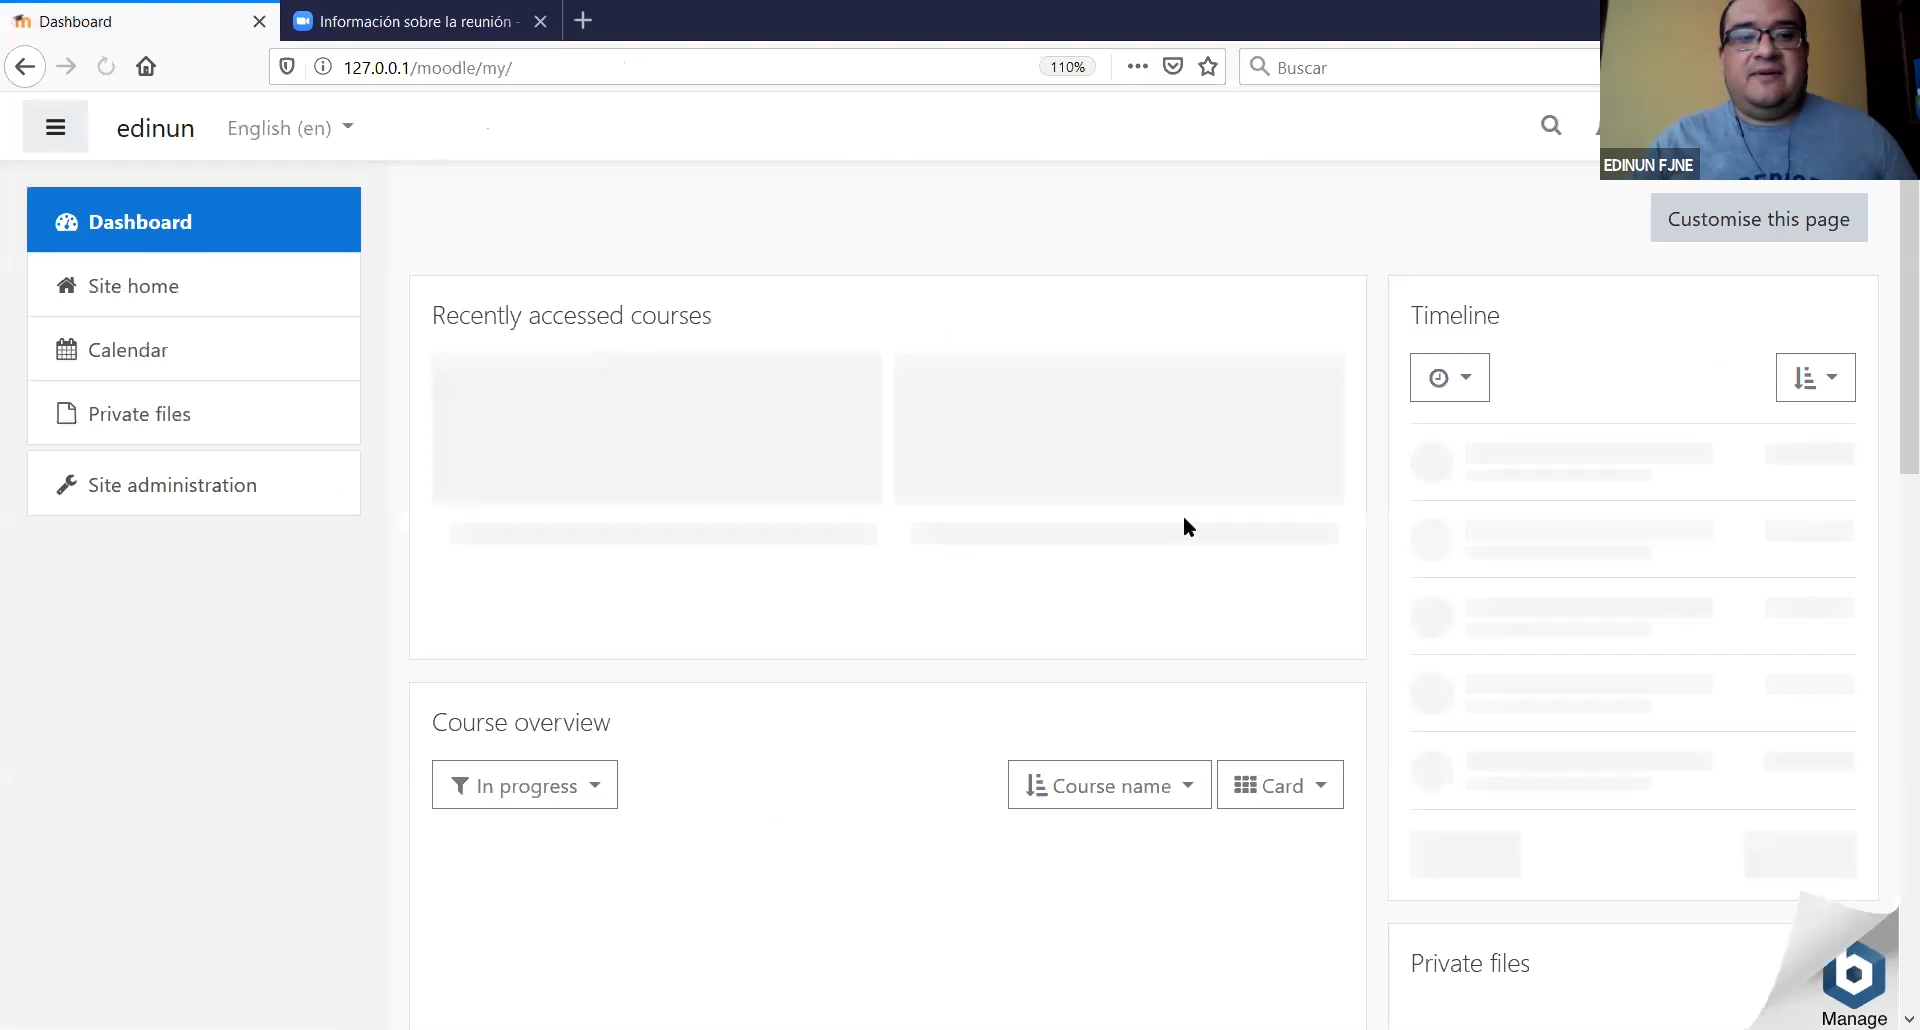 Dashboard
Información sobre la reunión -
127.0.0.1/moodle/my/
110%
Buscar
edinun
English (en)
EDINUN FJNE
Dashboard
Site home
Calendar
Private files
Site administration
Customise this page
Recently accessed courses
Timeline
Course overview
In progress
Course name
Card
Private files
Manage